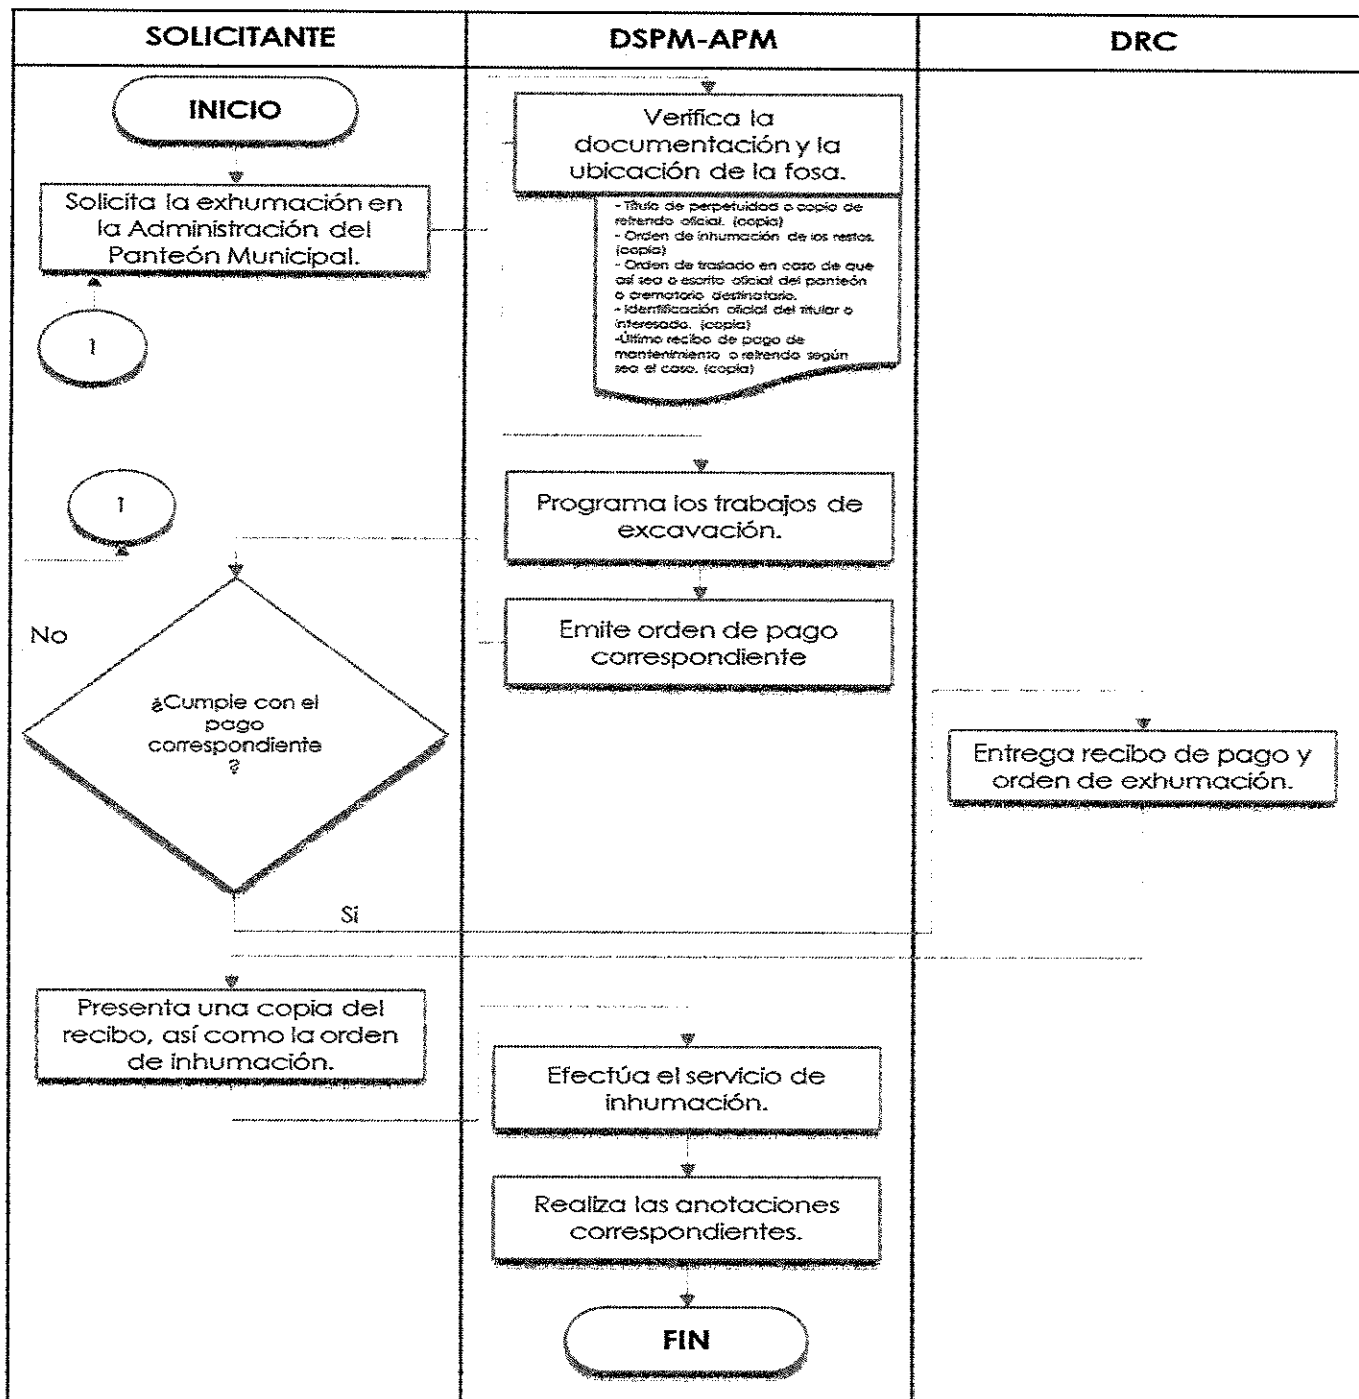 SOLICITANTE
DSPM-APM
DRC
INICIO
Solicita la exhumación en
la Administración del
Panteón Municipal.
1
Verifica la
documentación y la
ubicación de la fosa.
-Título de perpetuidad o copia de
refrendo oficial. (copia)
- Orden de inhumación de los restos.
(copia)
- Orden de traslado en caso de que
así sea o escrito oficial del panteón
o crematorio destinatario.
- Identificación oficial del titular o
interesado. (copia)
-Último recibo de pago de
mantenimiento o refrendo según
sea el caso. (copia)
Programa los trabajos de
excavación.
Emite orden de pago
correspondiente
1
No
¿Cumple con el
pago
correspondiente
?
Si
Entrega recibo de pago y
orden de exhumación.
Presenta una copia del
recibo, así como la orden
de inhumación.
Efectúa el servicio de
inhumación.
Realiza las anotaciones
correspondientes.
FIN